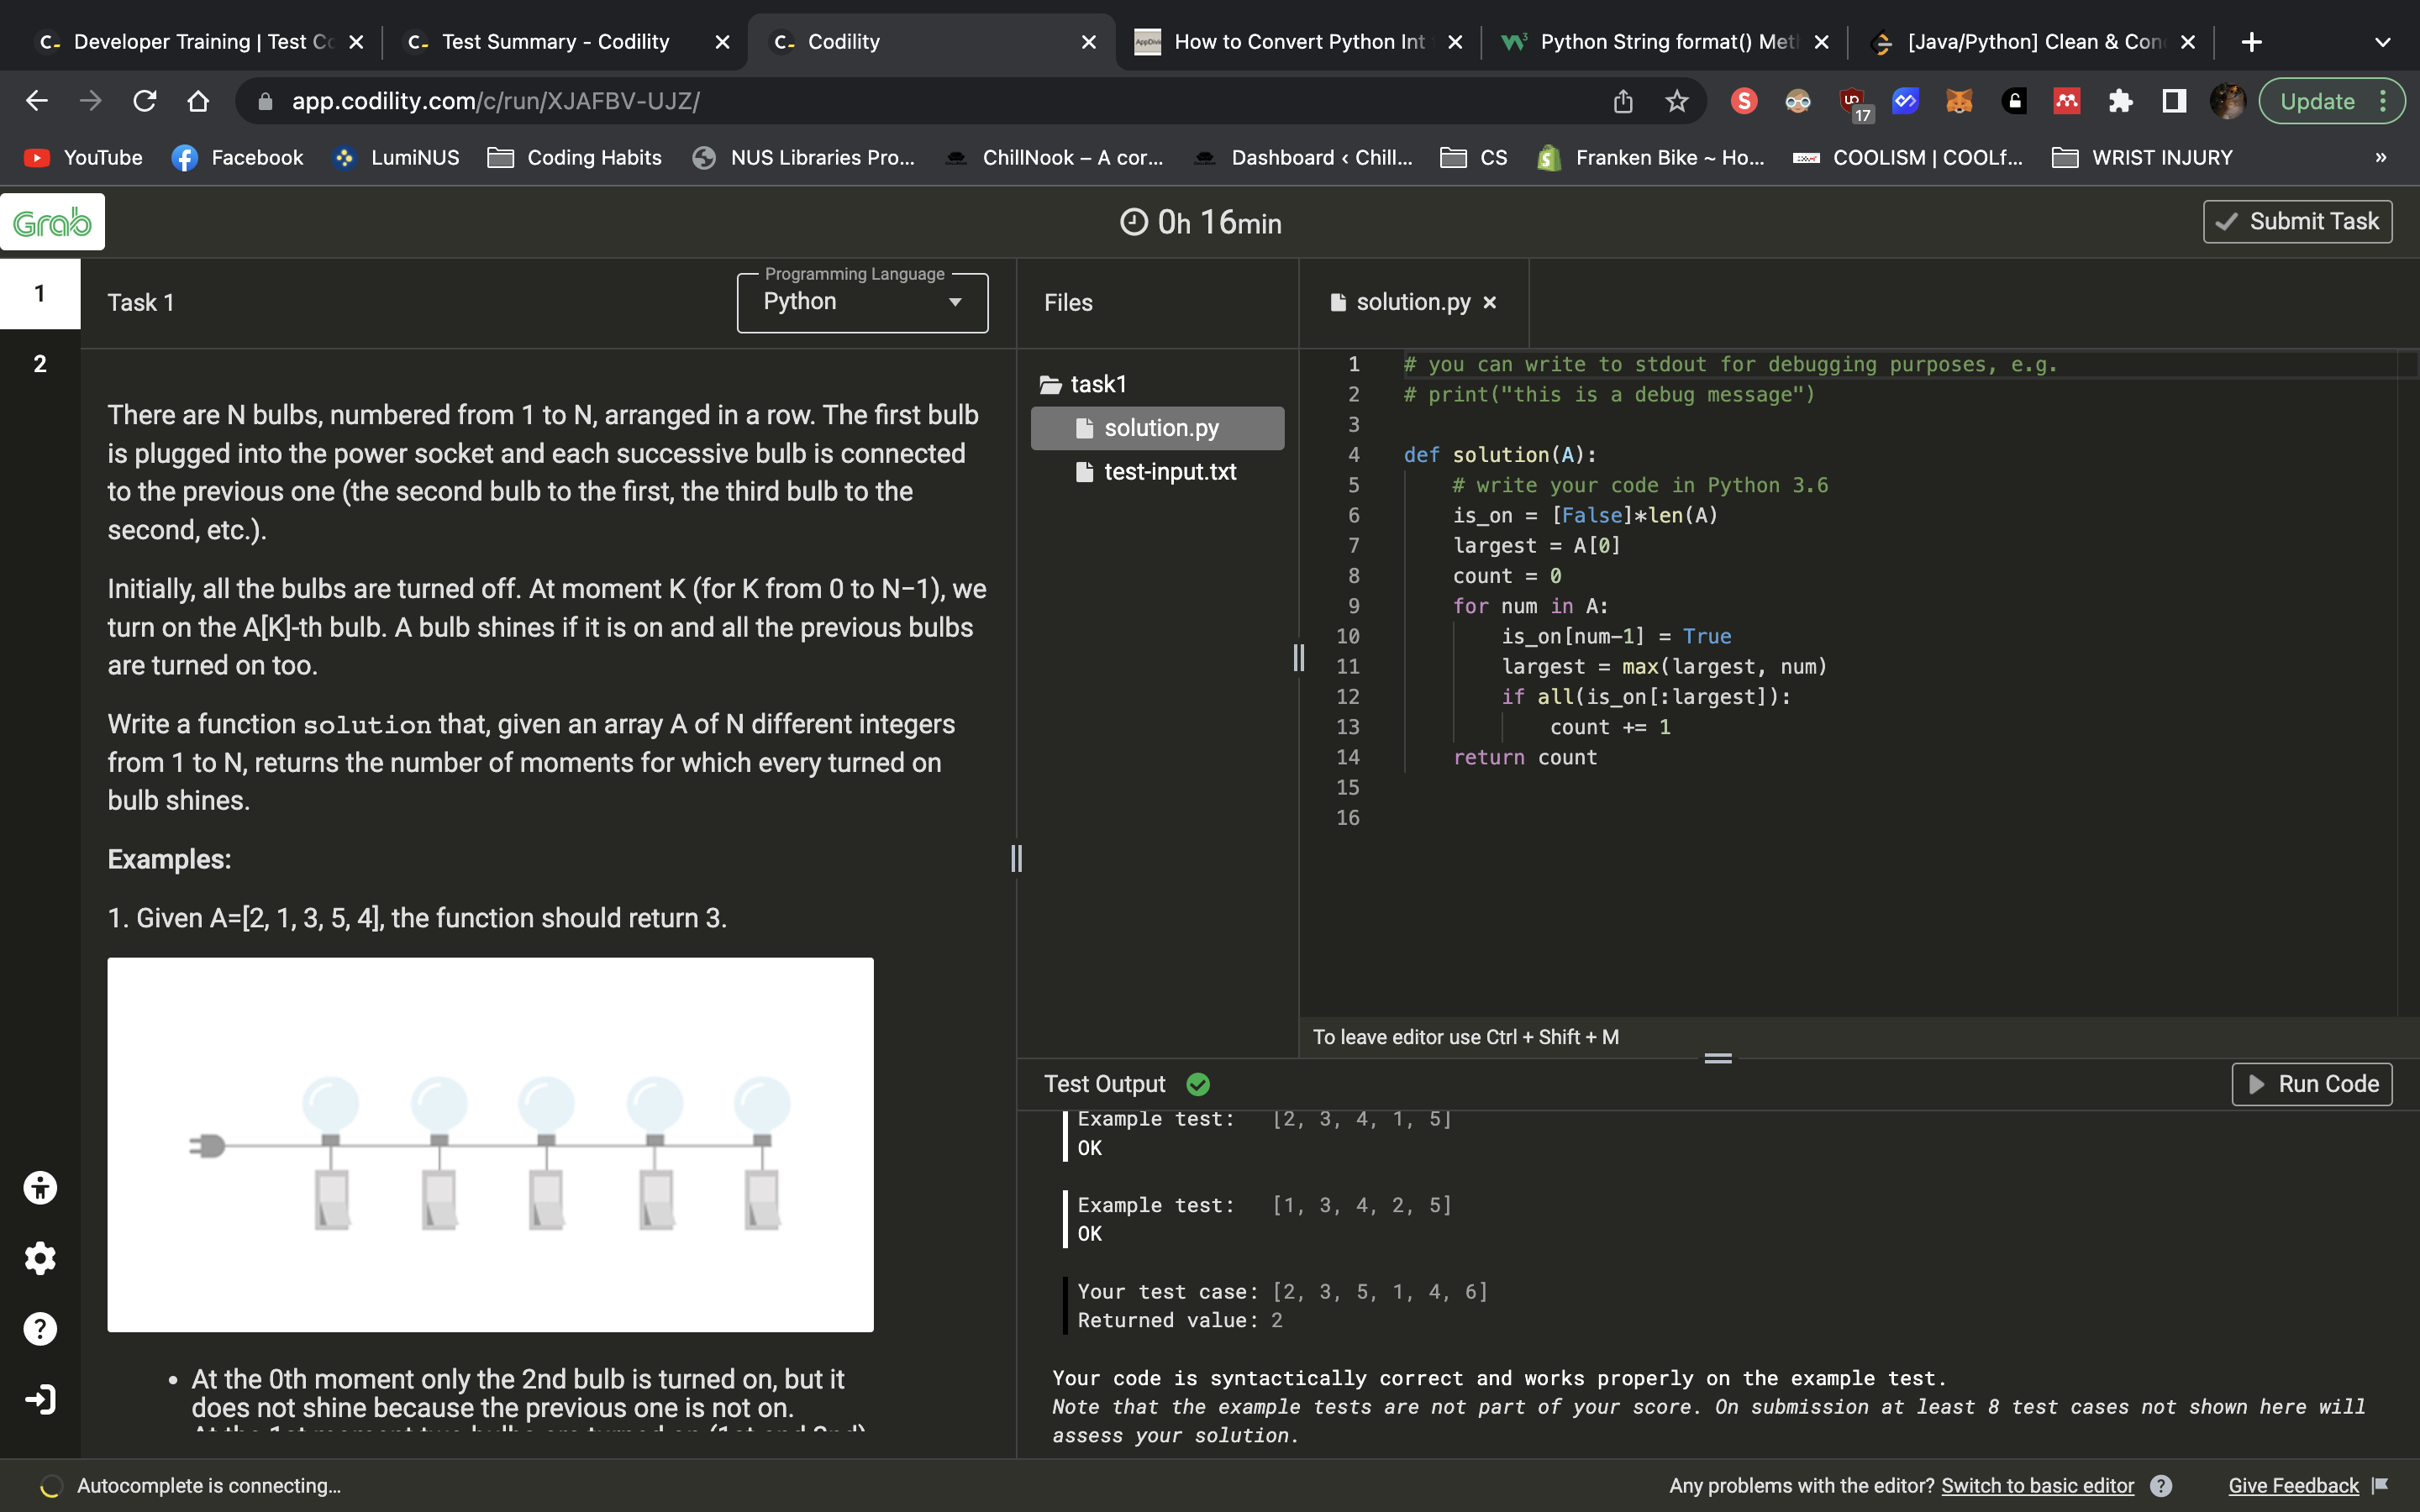 Developer Training | Test Co
Test Summary - Codility
Codility
How to Convert Python Int
Python String format() Met
[Java/Python] Clean & Con
app.codility.com/c/run/XJAFBV-UJZ/
17
Update
YouTube
Facebook
LumiNUS
Coding Habits
NUS Libraries Pro...
ChillNook – A cor...
Dashboard ‹ Chill...
CS
Franken Bike ~ Ho...
COOLISM | COOLf...
WRIST INJURY
»
Grab
0h 16min
Submit Task
1
2
Task 1
Programming Language
Python
There are N bulbs, numbered from 1 to N, arranged in a row. The first bulb
is plugged into the power socket and each successive bulb is connected
to the previous one (the second bulb to the first, the third bulb to the
second, etc.).
Initially, all the bulbs are turned off. At moment K (for K from 0 to N−1), we
turn on the A[K]-th bulb. A bulb shines if it is on and all the previous bulbs
are turned on too.
Write a function solution that, given an array A of N different integers
from 1 to N, returns the number of moments for which every turned on
bulb shines.
Examples:
1. Given A=[2, 1, 3, 5, 4], the function should return 3.
• At the 0th moment only the 2nd bulb is turned on, but it
does not shine because the previous one is not on.
At the 1st moment two bulbs are turned on (1st and 2nd)
Files
task1
solution.py
test-input.txt
solution.py
1 # you can write to stdout for debugging purposes, e.g.
2 # print("this is a debug message")
3
4 def solution(A):
5 # write your code in Python 3.6
6 is_on = [False]*len(A)
7 largest = A[0]
8 count = 0
9 for num in A:
10 is_on[num-1] = True
11 largest = max(largest, num)
12 if all(is_on[:largest]):
13 count += 1
14 return count
15
16
To leave editor use Ctrl + Shift + M
Test Output
Run Code
Example test: [2, 3, 4, 1, 5]
OK
Example test: [1, 3, 4, 2, 5]
OK
Your test case: [2, 3, 5, 1, 4, 6]
Returned value: 2
Your code is syntactically correct and works properly on the example test.
Note that the example tests are not part of your score. On submission at least 8 test cases not shown here will
assess your solution.
Autocomplete is connecting...
Any problems with the editor? Switch to basic editor
Give Feedback